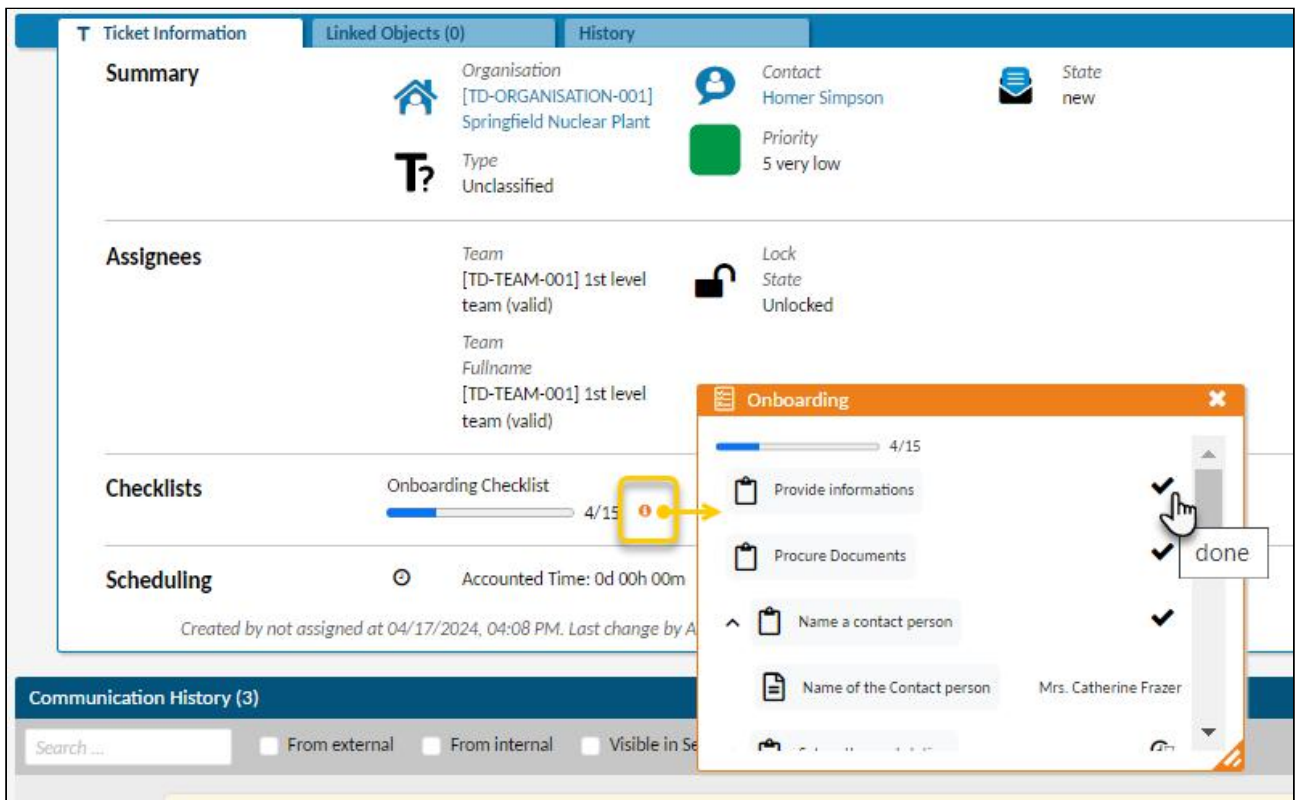 T Ticket Information
Linked Objects (0)
History
Summary
Organisation
[TD-ORGANISATION-001]
Springfield Nuclear Plant
Contact
Homer Simpson
State
new
Priority
5 very low
T?
Type
Unclassified
Assignees
Team
[TD-TEAM-001] 1st level
team (valid)
Lock
State
Unlocked
Team
Fullname
[TD-TEAM-001] 1st level
team (valid)
Checklists
Onboarding Checklist
4/15
Scheduling
Accounted Time: 0d 00h 00m
Created by not assigned at 04/17/2024, 04:08 PM. Last change by A
Onboarding
4/15
Provide informations
done
Procure Documents
Name a contact person
Name of the Contact person
Mrs. Catherine Frazer
Communication History (3)
Search ...
From external
From internal
Visible in Se